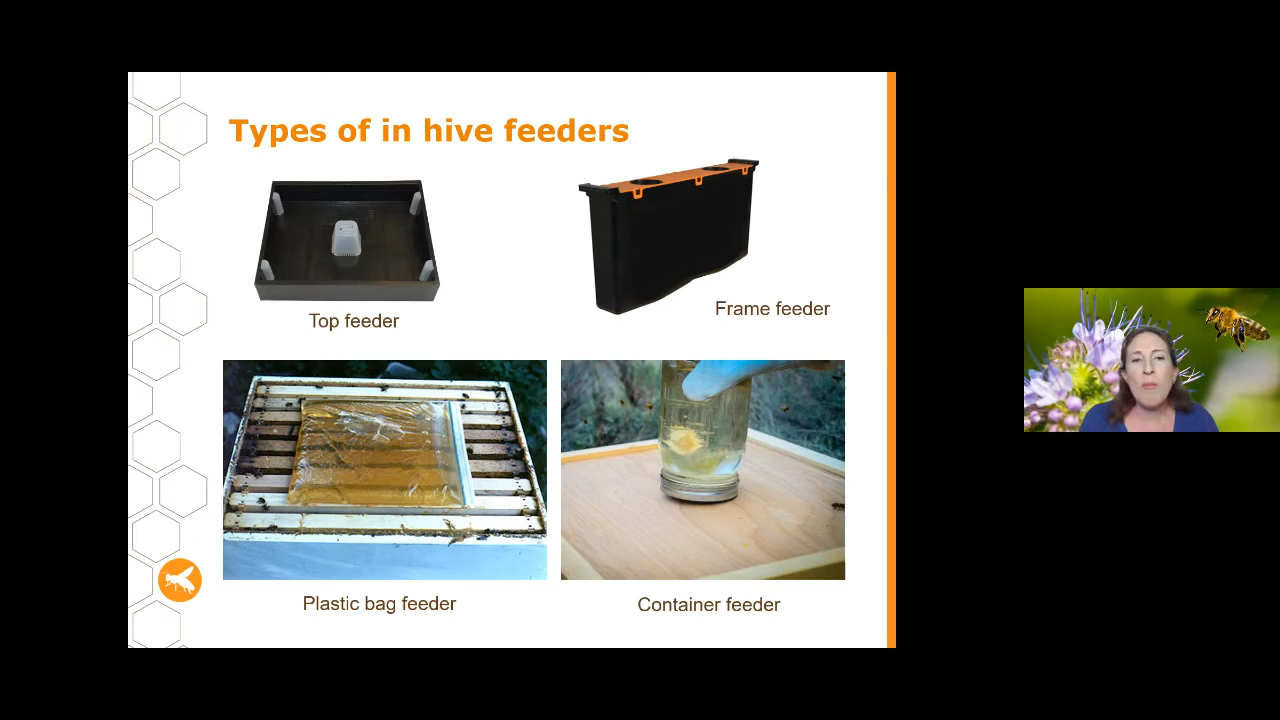 Types of in hive feeders
Top feeder
Frame feeder
Plastic bag feeder
Container feeder